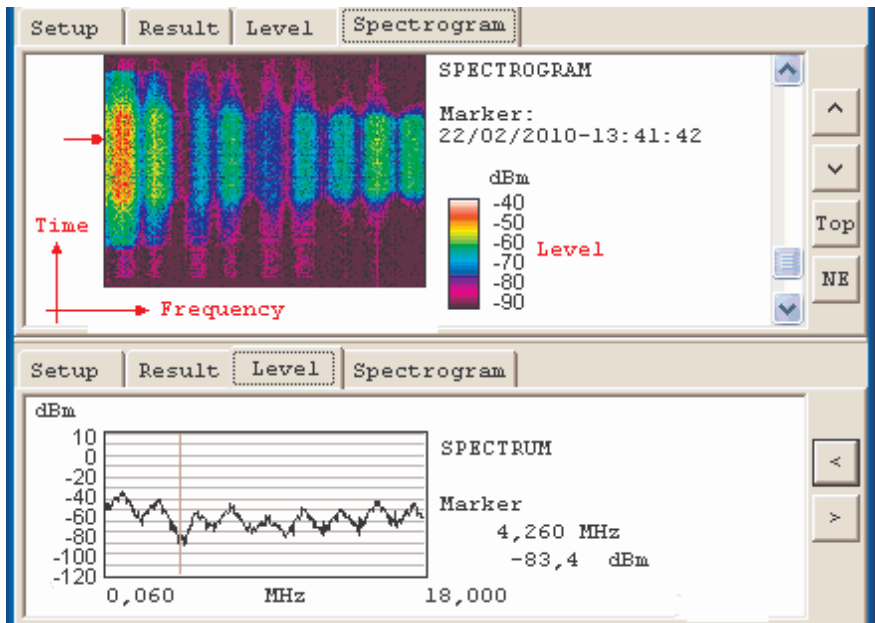 Setup Result Level Spectrogram
SPECTROGRAM
Marker:
22/02/2010-13:41:42
dBm
-40
-50
-60
-70
-80
-90
Level
Time
Frequency
^
v
Top
NE
Setup Result Level Spectrogram
dBm
10
0
-20
-40
-60
-80
-100
-120
0,060 MHz 18,000
SPECTRUM
Marker
4,260 MHz
-83,4 dBm
<
>